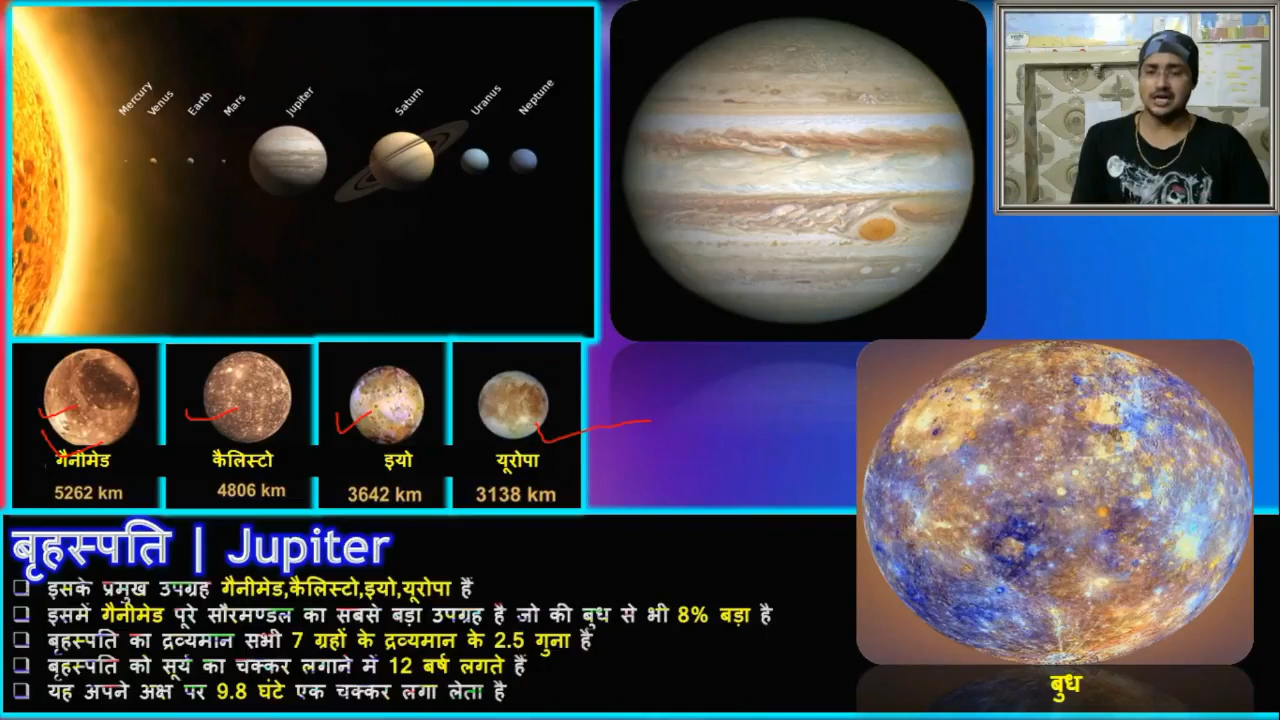 Mercury
Venus
Earth
Mars
Jupiter
Saturn
Uranus
Neptune
गैनीमेड
5262 km
कैलिस्टो
4806 km
इयो
3642 km
यूरोपा
3138 km
बृहस्पति | Jupiter
इसके प्रमुख उपग्रह गैनीमेड,कैलिस्टो,इयो,यूरोपा हैं
इसमें गैनीमेड पूरे सौरमण्डल का सबसे बड़ा उपग्रह है जो की बुध से भी 8% बड़ा है
बृहस्पति का द्रव्यमान सभी 7 ग्रहों के द्रव्यमान के 2.5 गुना है
बृहस्पति को सूर्य का चक्कर लगाने में 12 बर्ष लगते हैं
यह अपने अक्ष पर 9.8 घंटे एक चक्कर लगा लेता है
बुध